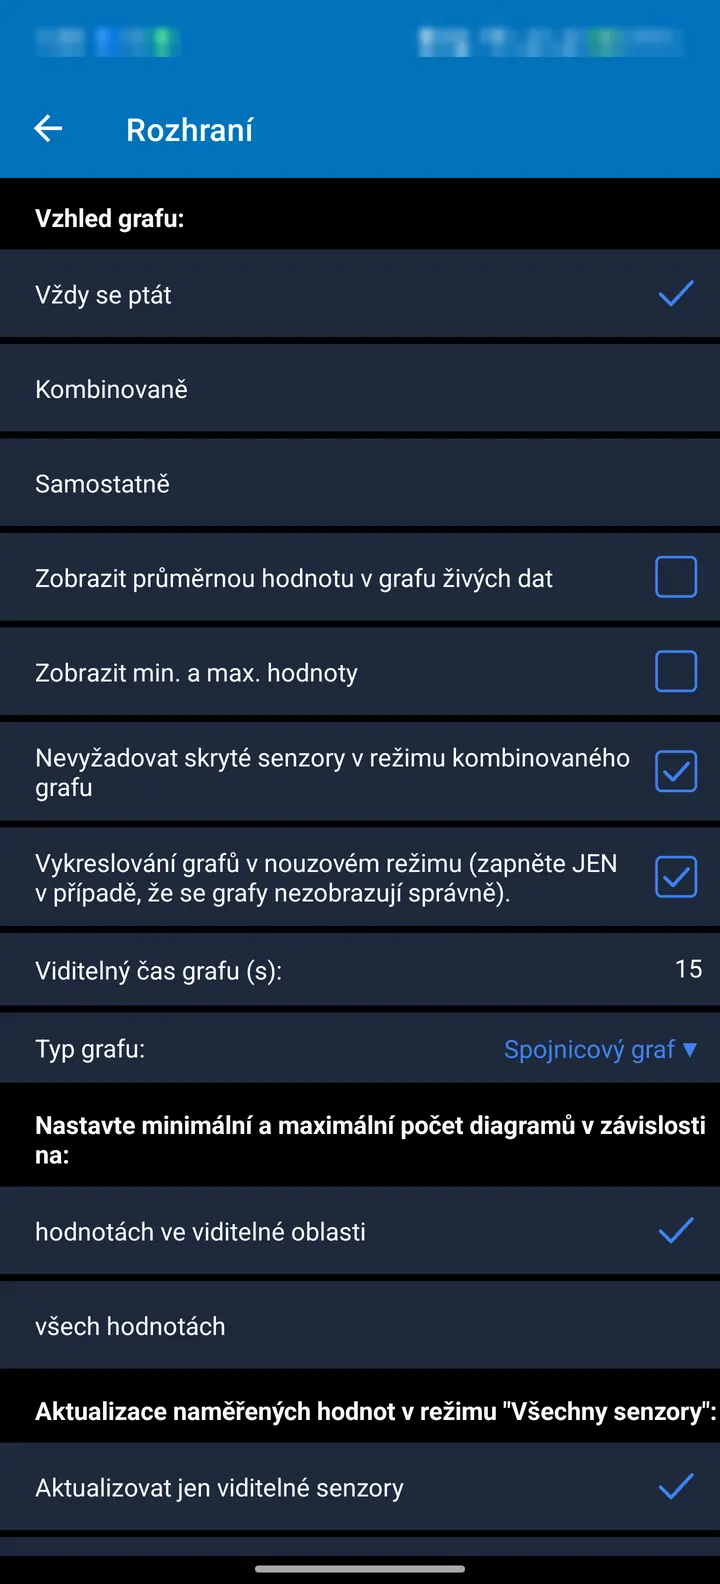 Rozhraní
Vzhled grafu:
Vždy se ptát
Kombinovaně
Samostatně
Zobrazit průměrnou hodnotu v grafu živých dat
Zobrazit min. a max. hodnoty
Nevyžadovat skryté senzory v režimu kombinovaného
grafu
Vykreslování grafů v nouzovém režimu (zapněte JEN
v případě, že se grafy nezobrazují správně).
Viditelný čas grafu (s):
15
Typ grafu:
Spojnicový graf ▼
Nastavte minimální a maximální počet diagramů v závislosti
na:
hodnotách ve viditelné oblasti
všech hodnotách
Aktualizace naměřených hodnot v režimu "Všechny senzory":
Aktualizovat jen viditelné senzory